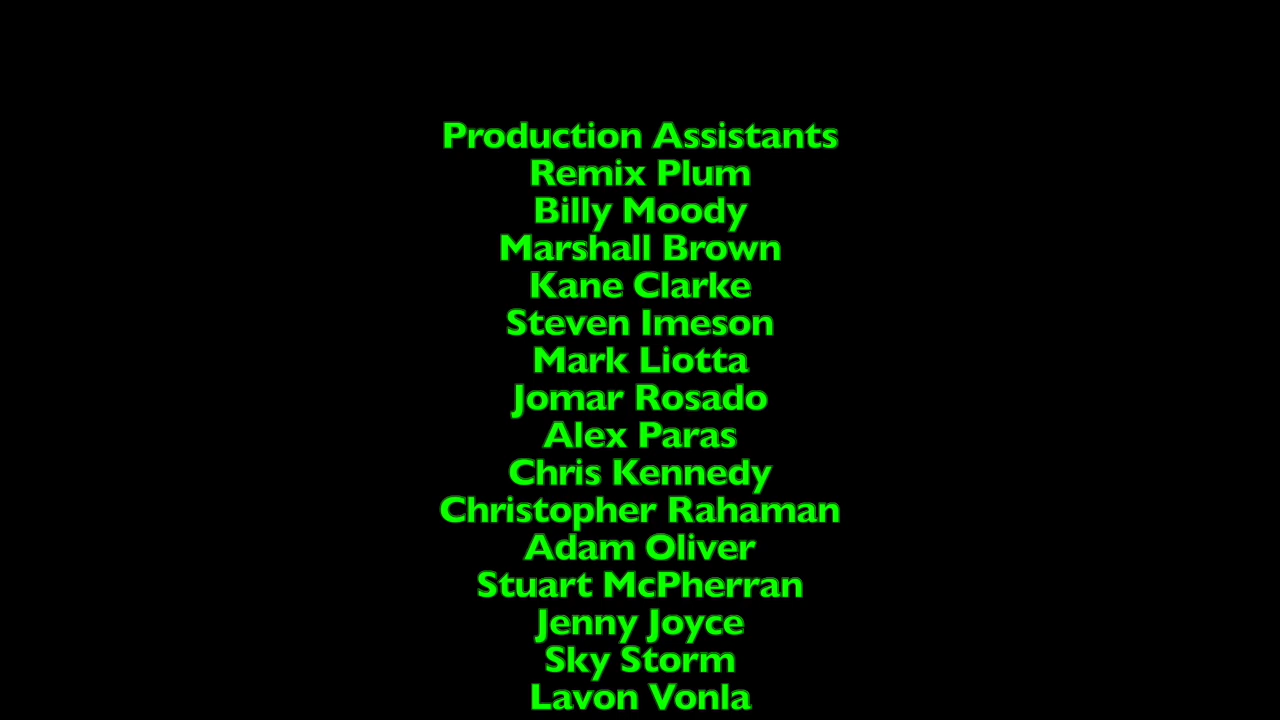 Production Assistants
Remix Plum
Billy Moody
Marshall Brown
Kane Clarke
Steven Imeson
Mark Liotta
Jomar Rosado
Alex Paras
Chris Kennedy
Christopher Rahaman
Adam Oliver
Stuart McPherran
Jenny Joyce
Sky Storm
Lavon Vonla